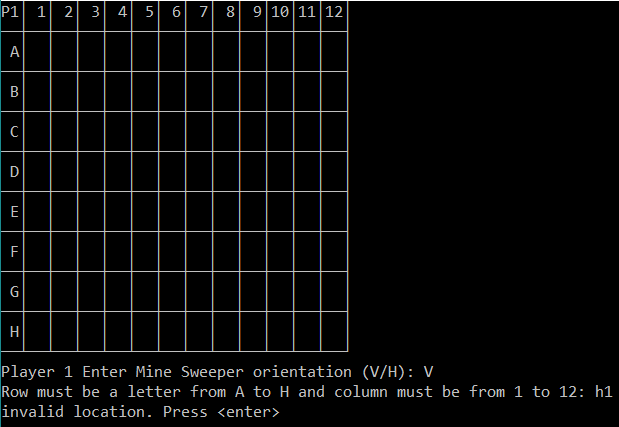 P1 1 2 3 4 5 6 7 8 9 10 11 12
A
B
C
D
E
F
G
H
Player 1 Enter Mine Sweeper orientation (V/H): V
Row must be a letter from A to H and column must be from 1 to 12: h1
invalid location. Press <enter>